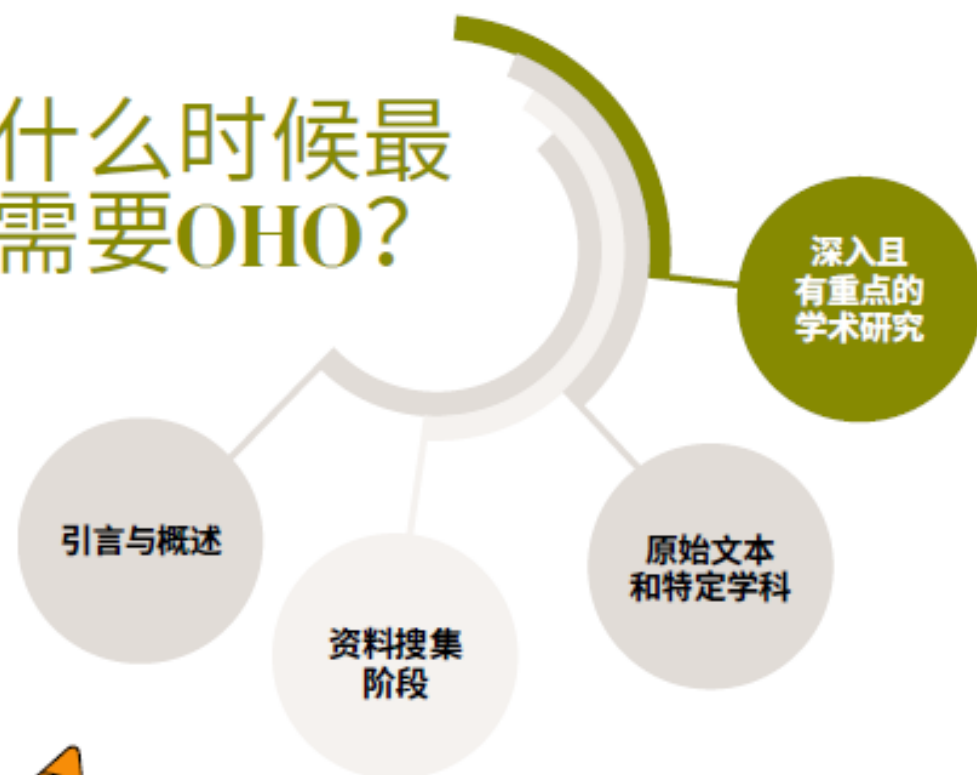 什么时候最
需要OHO？
深入且
有重点的
学术研究
引言与概述
原始文本
和特定学科
资料搜集
阶段